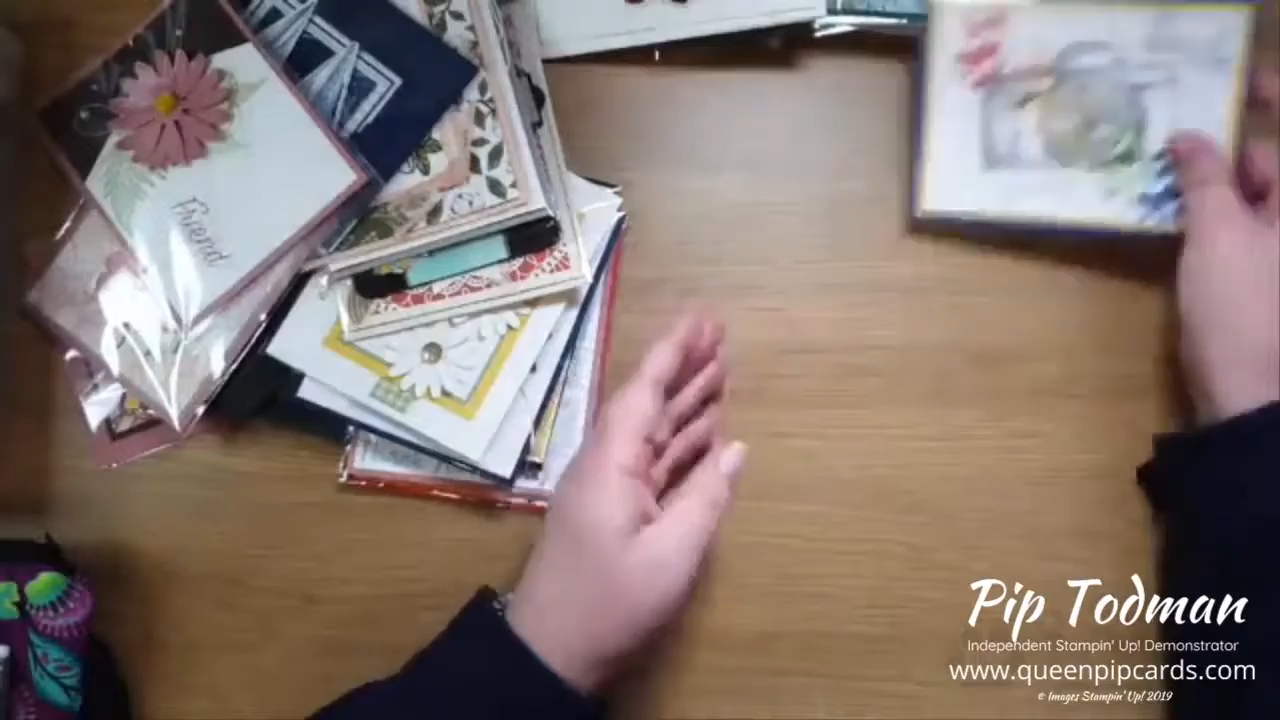 Friend
Pip Todman
Independent Stampin' Up! Demonstrator
www.queenpipcards.com
© Images Stampin' Up! 2019